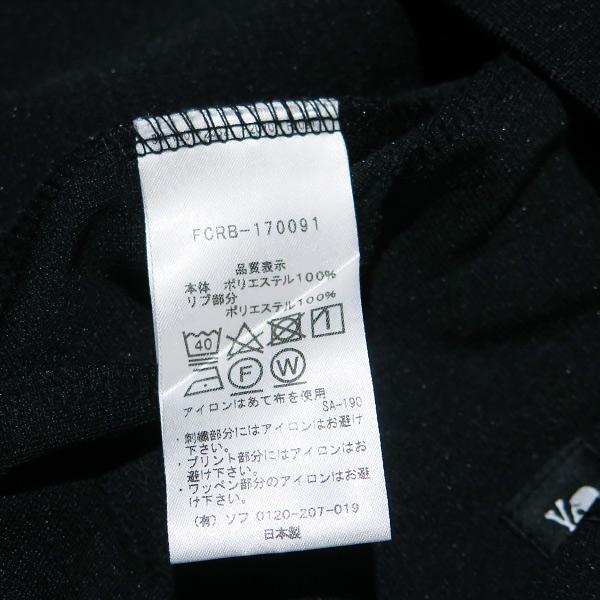 FCRB-170091
品質表示
本体 ポリエステル100%
リブ部分
ポリエステル100%
40
F W
アイロンはあて布を使用
SA-190
・刺繍部分にはアイロンはお避け
下さい。
・プリント部分にはアイロンはお
避け下さい。
・ワッペン部分のアイロンはお避
け下さい。
(有)ソフ 0120-207-019
日本製